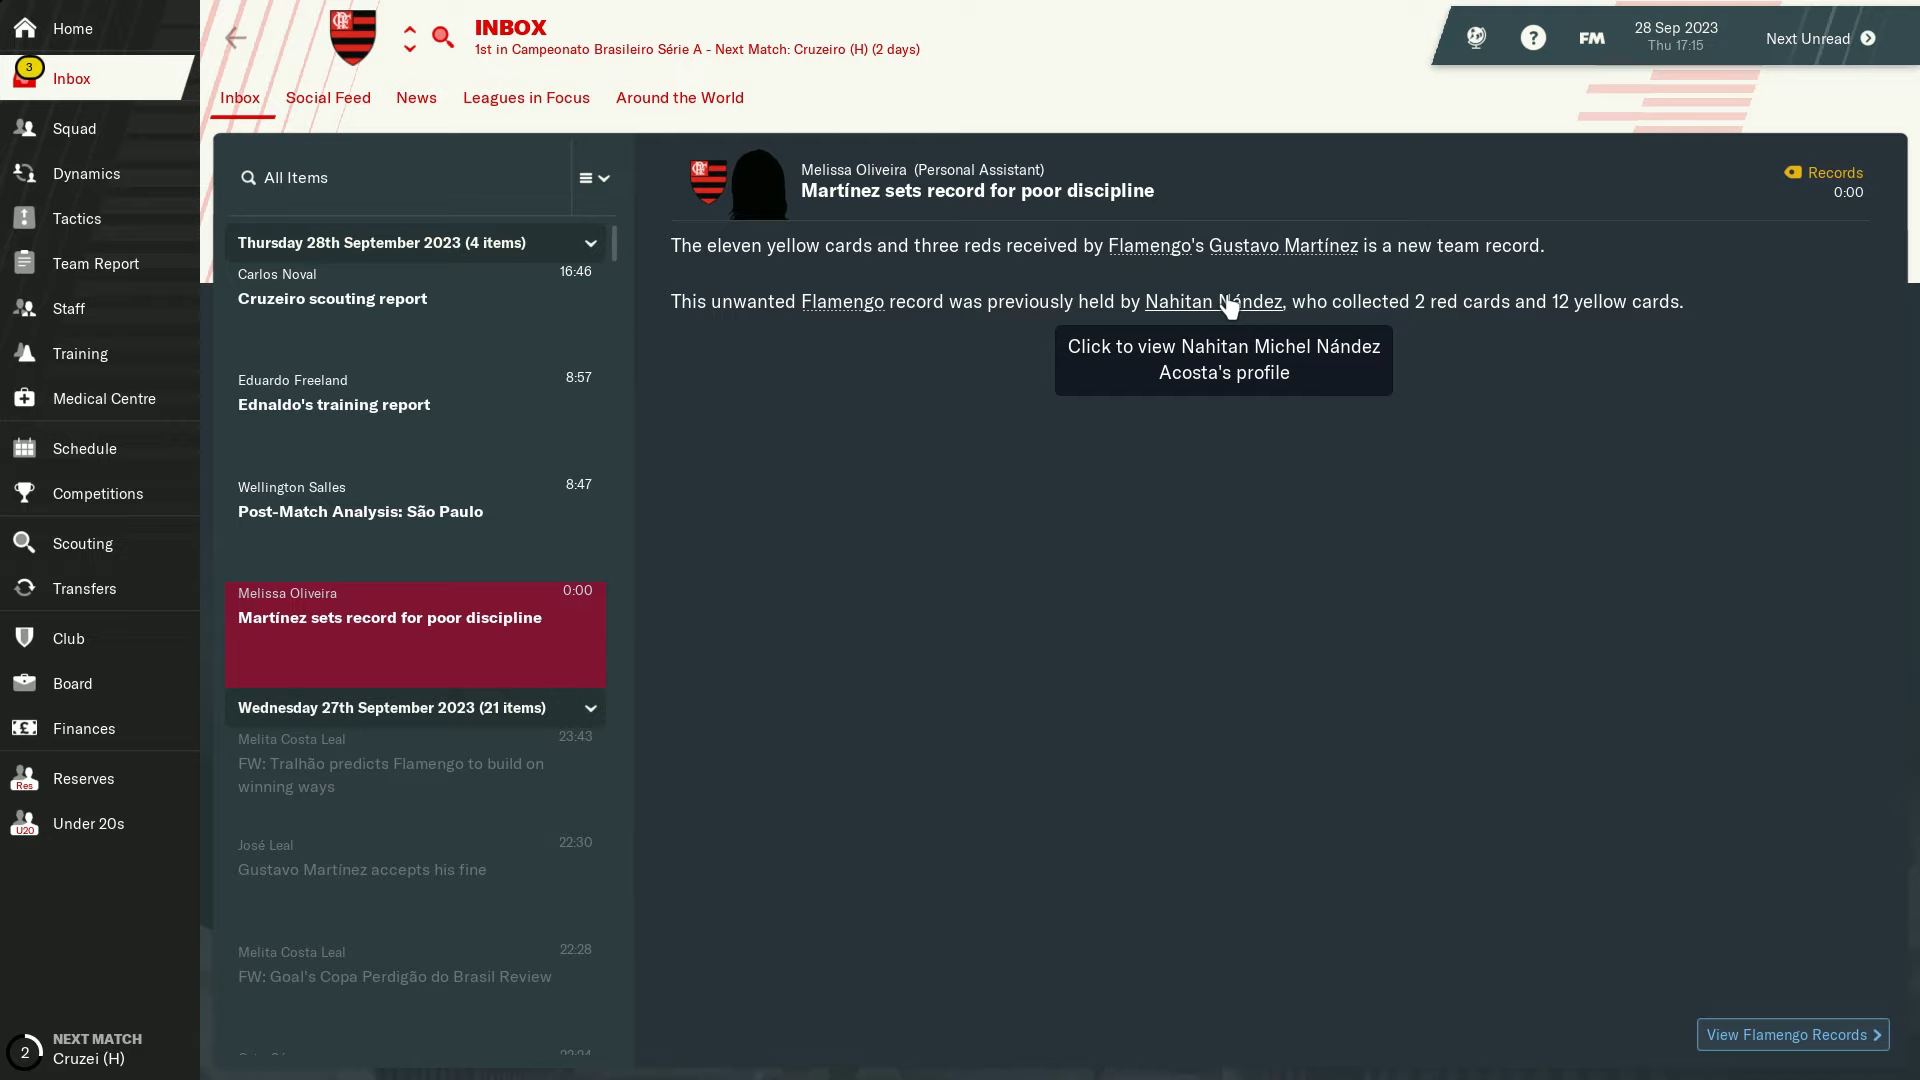 Home
3
Inbox
Squad
Dynamics
Tactics
Team Report
Staff
Training
Medical Centre
Schedule
Competitions
Scouting
Transfers
Club
Board
Finances
Res
Reserves
U20
Under 20s
2
NEXT MATCH
Cruzei (H)
INBOX
1st in Campeonato Brasileiro Série A - Next Match: Cruzeiro (H) (2 days)
FM
28 Sep 2023
Thu 17:15
Next Unread
Inbox
Social Feed
News
Leagues in Focus
Around the World
All Items
Thursday 28th September 2023 (4 items)
Carlos Noval
16:46
Cruzeiro scouting report
Eduardo Freeland
8:57
Ednaldo's training report
Wellington Salles
8:47
Post-Match Analysis: São Paulo
Melissa Oliveira
0:00
Martínez sets record for poor discipline
Wednesday 27th September 2023 (21 items)
Melita Costa Leal
23:43
FW: Tralhão predicts Flamengo to build on
winning ways
José Leal
22:30
Gustavo Martínez accepts his fine
Melita Costa Leal
22:28
FW: Goal's Copa Perdigão do Brasil Review
Melissa Oliveira (Personal Assistant)
Martínez sets record for poor discipline
Records
0:00
The eleven yellow cards and three reds received by Flamengo's Gustavo Martínez is a new team record.
This unwanted Flamengo record was previously held by Nahitan Nández, who collected 2 red cards and 12 yellow cards.
Click to view Nahitan Michel Nández
Acosta's profile
View Flamengo Records